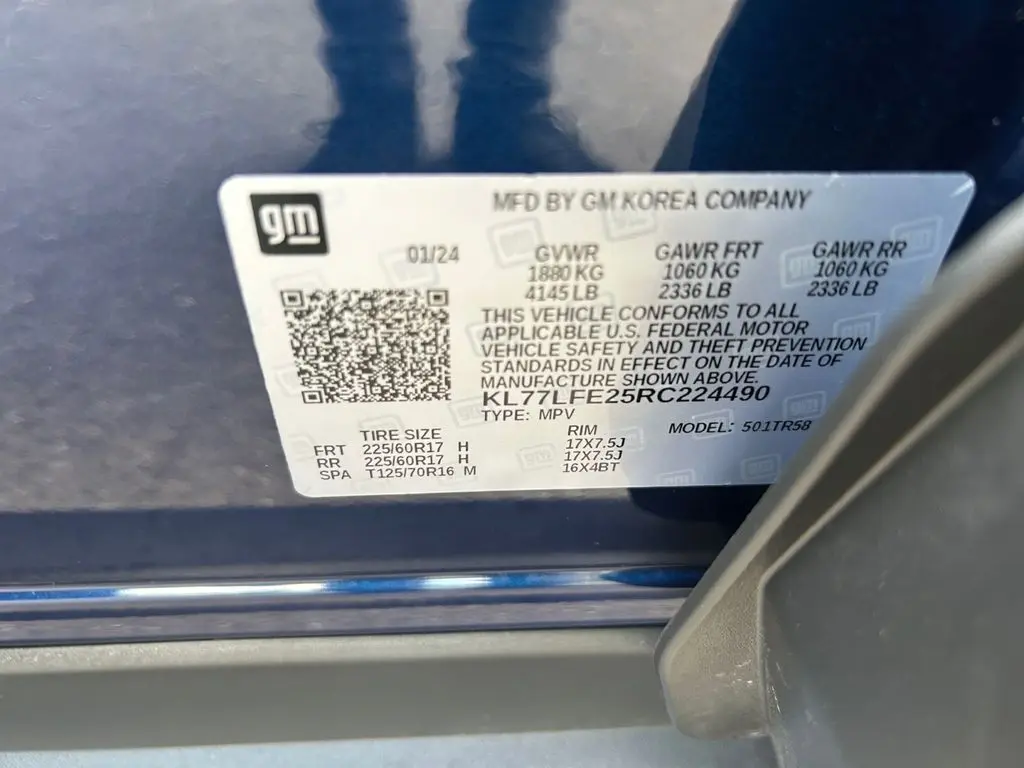 gm
MFD BY GM KOREA COMPANY
01/24 GVWR GAWR FRT GAWR RR
1880 KG 1060 KG 1060 KG
4145 LB 2336 LB 2336 LB
THIS VEHICLE CONFORMS TO ALL
APPLICABLE U.S. FEDERAL MOTOR
VEHICLE SAFETY AND THEFT PREVENTION
STANDARDS IN EFFECT ON THE DATE OF
MANUFACTURE SHOWN ABOVE.
KL77LFE25RC224490
TYPE: MPV MODEL: 501TR58
TIRE SIZE RIM
FRT 225/60R17 H 17X7.5J
RR 225/60R17 H 17X7.5J
SPA T125/70R16 M 16X4BT